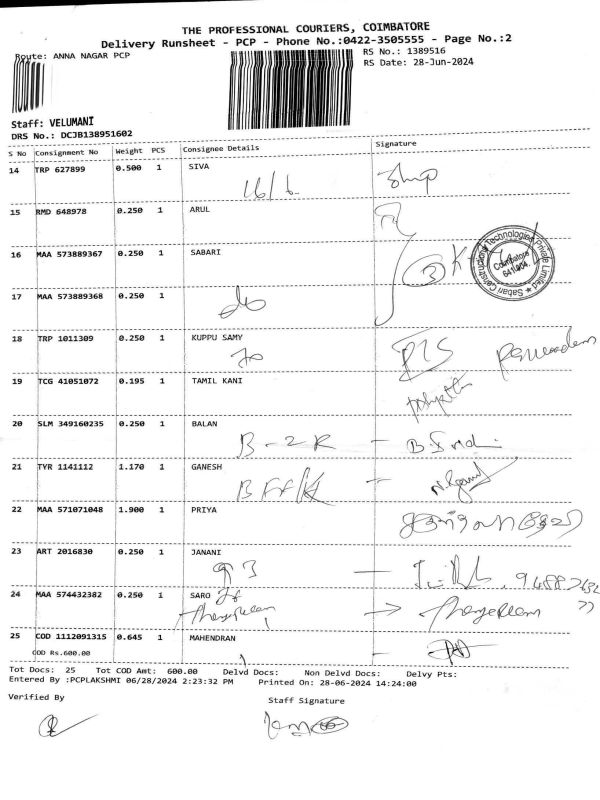 THE PROFESSIONAL COURIERS, COIMBATORE
Delivery Runsheet - PCP - Phone No.:0422-3505555 - Page No.:2
Route: ANNA NAGAR PCP
RS No.: 1389516
RS Date: 28-Jun-2024
Staff: VELUMANI
DRS No.: DCJB138951602
S No Consignment No Weight PCS Consignee Details Signature
14 TRP 627899 0.500 1 SIVA
16/6
15 RMD 648978 0.250 1 ARUL
16 MAA 573889367 0.250 1 SABARI
3
Sabari Constructional Technologies Private Limited
Coimbatore
641004.
17 MAA 573889368 0.250 1
18 TRP 1011309 0.250 1 KUPPU SAMY
19 TCG 41051072 0.195 1 TAMIL KANI
20 SLM 349160235 0.250 1 BALAN
B-2R -
21 TYR 1141112 1.170 1 GANESH
22 MAA 571071048 1.900 1 PRIYA
23 ART 2016830 0.250 1 JANANI
24 MAA 574432382 0.250 1 SARO
25 COD 1112091315 0.645 1 MAHENDRAN
COD Rs.600.00
Tot Docs: 25 Tot COD Amt: 600.00 Delvd Docs: Non Delvd Docs: Delvy Pts:
Entered By :PCPLAKSHMI 06/28/2024 2:23:32 PM Printed On: 28-06-2024 14:24:00
Verified By
Staff Signature